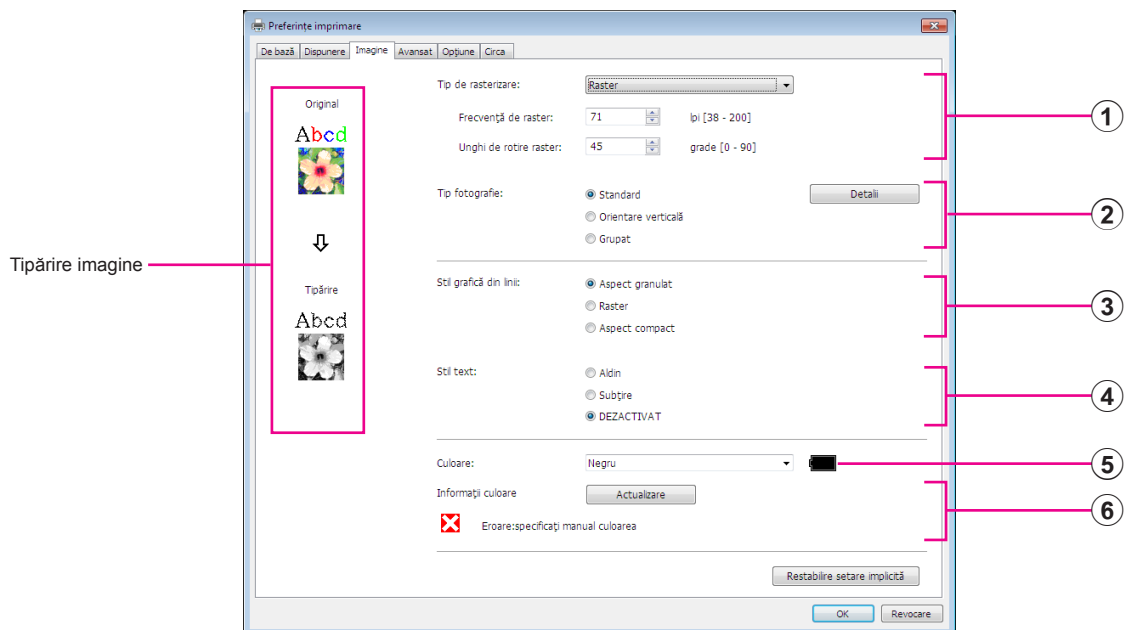 Preferințe imprimare
De bază Dispunere Imagine Avansat Opțiune Circa
Tip de rasterizare: Raster
Frecvență de raster: 71 lpi [38 - 200]
Unghi de rotire raster: 45 grade [0 - 90]
1
Original
Abcd
Tip fotografie: Standard Detalii
Orientare verticală
Grupat
2
Tipărire imagine
Tipărire
Abcd
Stil grafică din linii: Aspect granulat
Raster
Aspect compact
3
Stil text: Aldin
Subțire
DEZACTIVAT
4
Culoare: Negru
5
Informații culoare Actualizare
Eroare:specificați manual culoarea
6
Restabilire setare implicită
OK Revocare